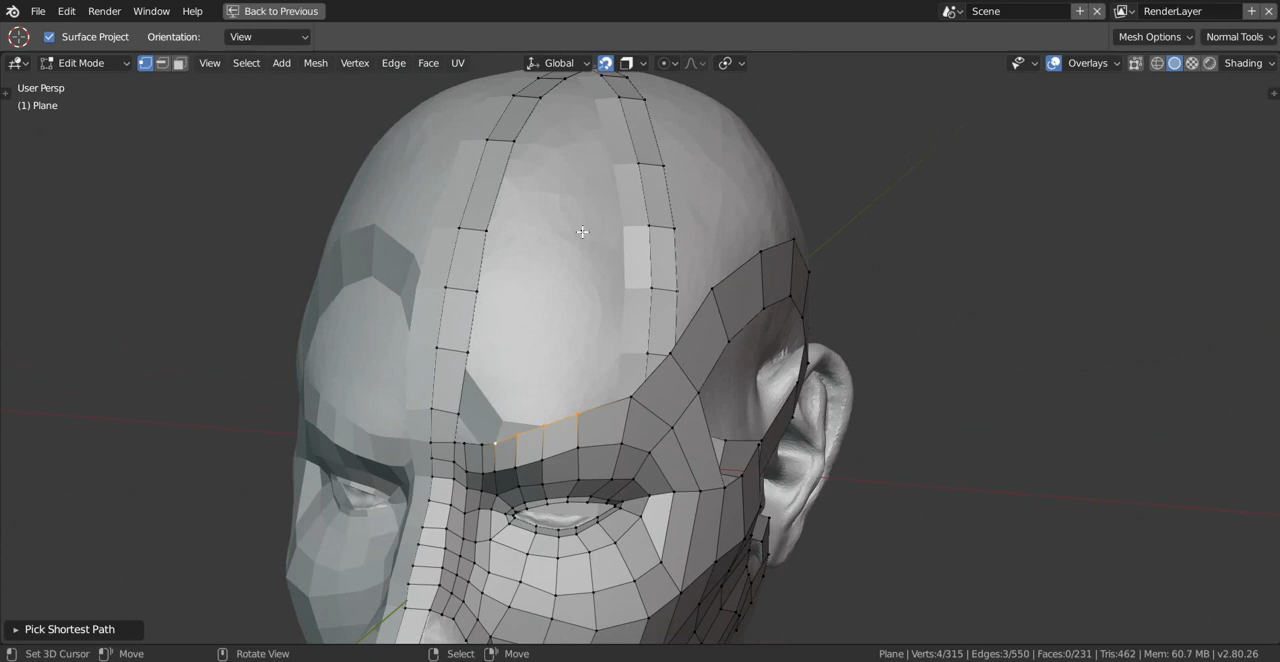 File Edit Render Window Help Back to Previous Scene RenderLayer
Surface Project Orientation: View Mesh Options Normal Tools
Edit Mode View Select Add Mesh Vertex Edge Face UV Global Overlays Shading
User Persp
(1) Plane
Pick Shortest Path
Set 3D Cursor Move Rotate View Select Move Plane | Verts:4/315 | Edges:3/550 | Faces:0/231 | Tris:462 | Mem: 60.7 MB | v2.80.26